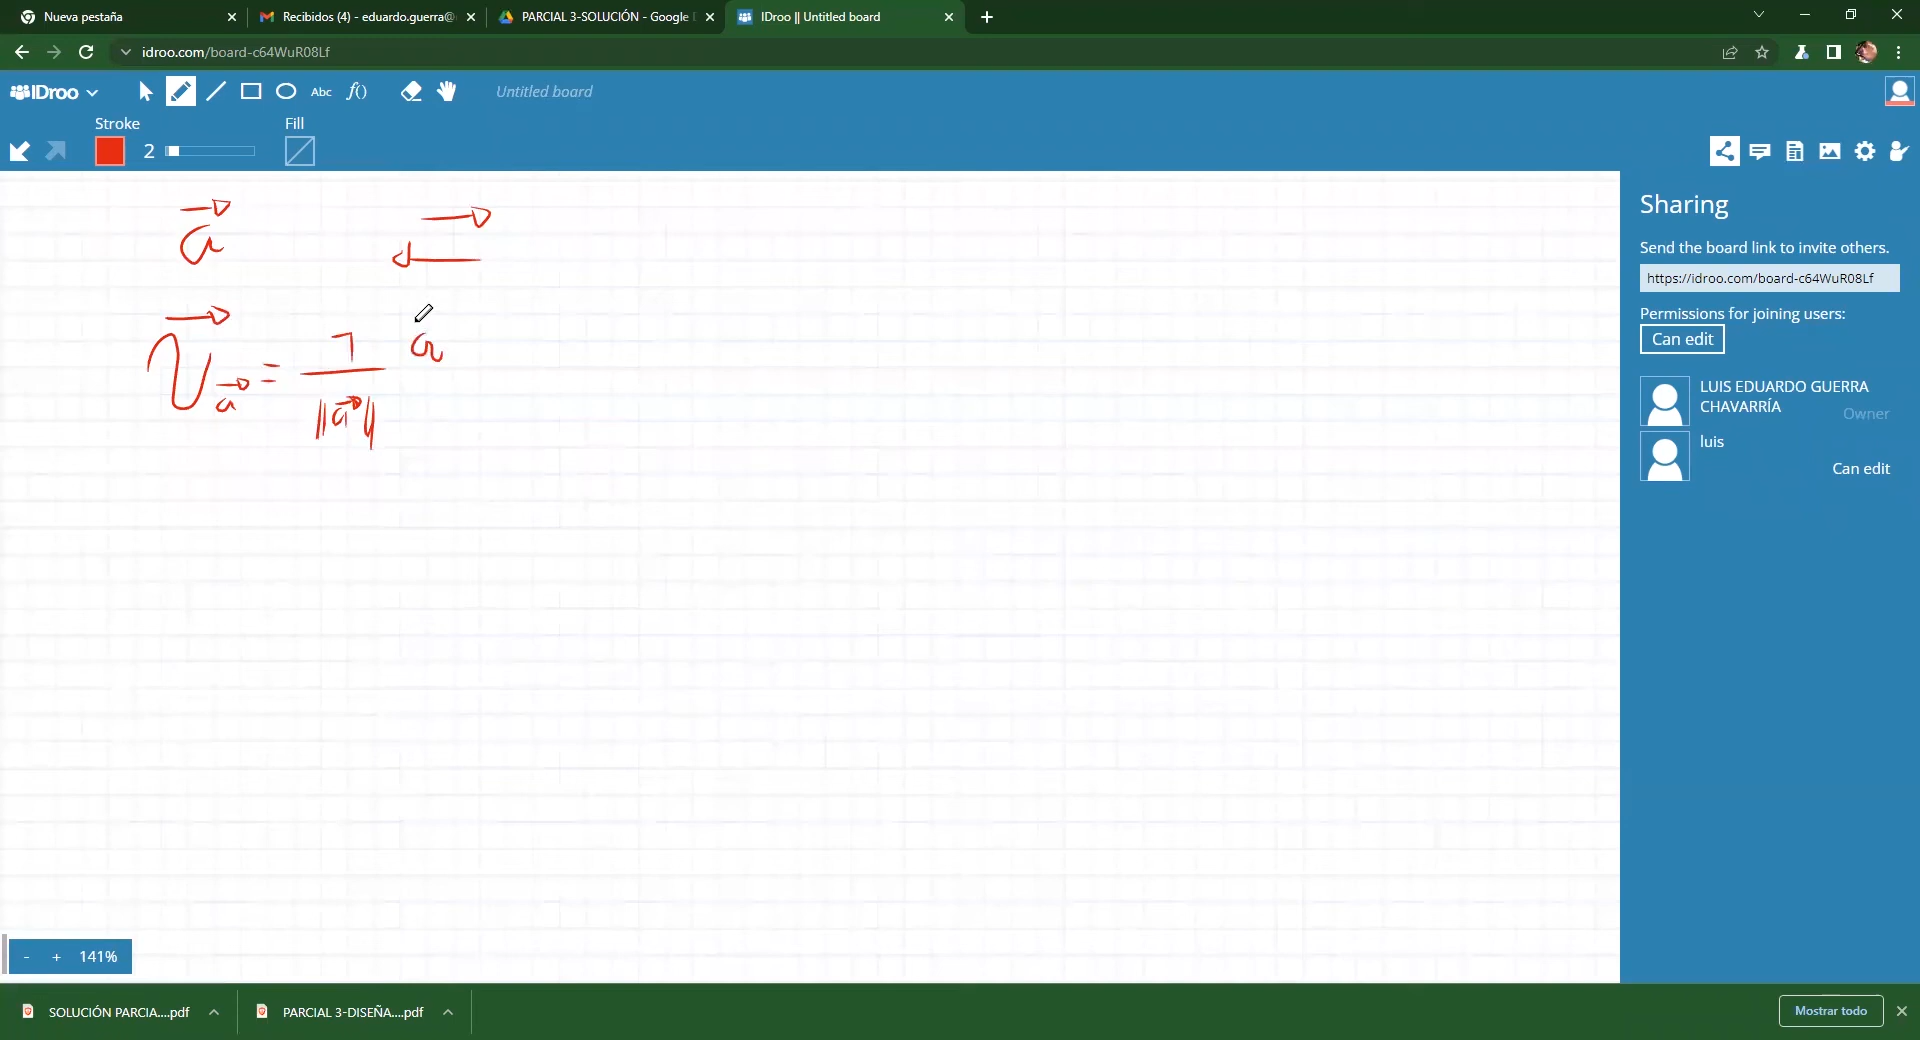 Nueva pestaña
Recibidos (4) - eduardo.guerra@
PARCIAL 3-SOLUCIÓN - Google
IDroo || Untitled board
idroo.com/board-c64WuR08Lf
IDroo
Abc
f()
Untitled board
Stroke
Fill
2
Sharing
Send the board link to invite others.
https://idroo.com/board-c64WuR08Lf
Permissions for joining users:
Can edit
LUIS EDUARDO GUERRA
CHAVARRÍA
Owner
luis
Can edit
a⃗
U⃗_a⃗ = 1/‖a⃗‖ a
- + 141%
SOLUCIÓN PARCIA....pdf
PARCIAL 3-DISEÑA....pdf
Mostrar todo